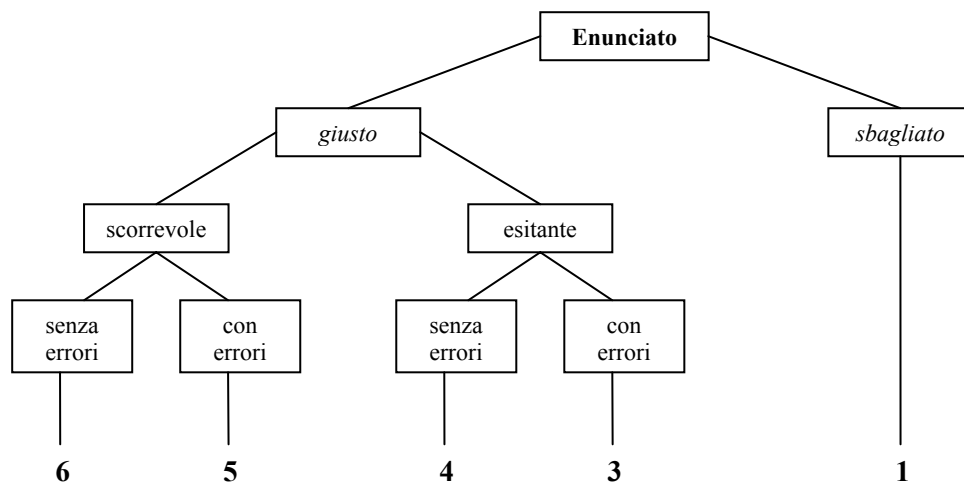 Enunciato
giusto
sbagliato
scorrevole
esitante
senza
errori
con
errori
senza
errori
con
errori
6
5
4
3
1